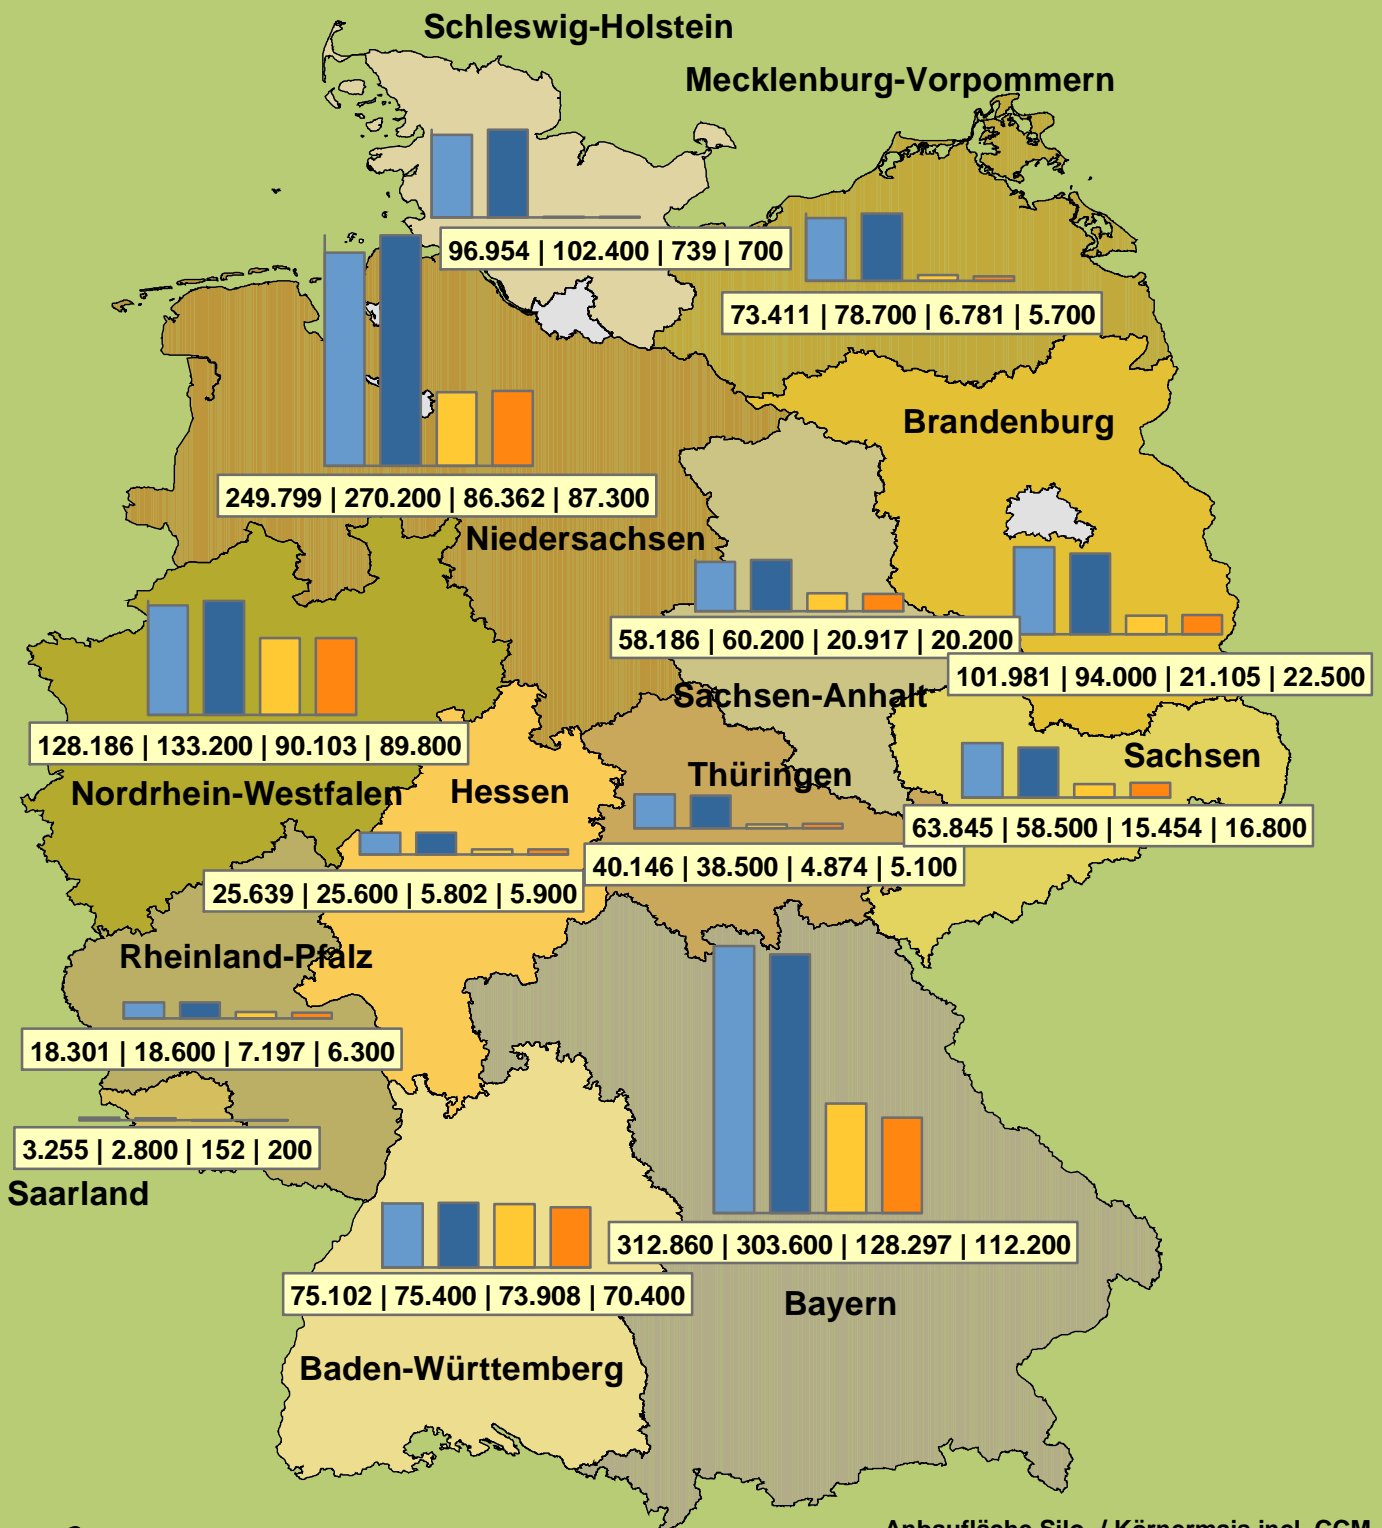 Schleswig-Holstein
Mecklenburg-Vorpommern
96.954 | 102.400 | 739 | 700
73.411 | 78.700 | 6.781 | 5.700
Brandenburg
249.799 | 270.200 | 86.362 | 87.300
Niedersachsen
58.186 | 60.200 | 20.917 | 20.200
101.981 | 94.000 | 21.105 | 22.500
Sachsen-Anhalt
128.186 | 133.200 | 90.103 | 89.800
Sachsen
Thüringen
Nordrhein-Westfalen
Hessen
63.845 | 58.500 | 15.454 | 16.800
40.146 | 38.500 | 4.874 | 5.100
25.639 | 25.600 | 5.802 | 5.900
Rheinland-Pfalz
18.301 | 18.600 | 7.197 | 6.300
3.255 | 2.800 | 152 | 200
Saarland
312.860 | 303.600 | 128.297 | 112.200
75.102 | 75.400 | 73.908 | 70.400
Bayern
Baden-Württemberg
Anbaufläche Silo- / Körnermais incl. CCM